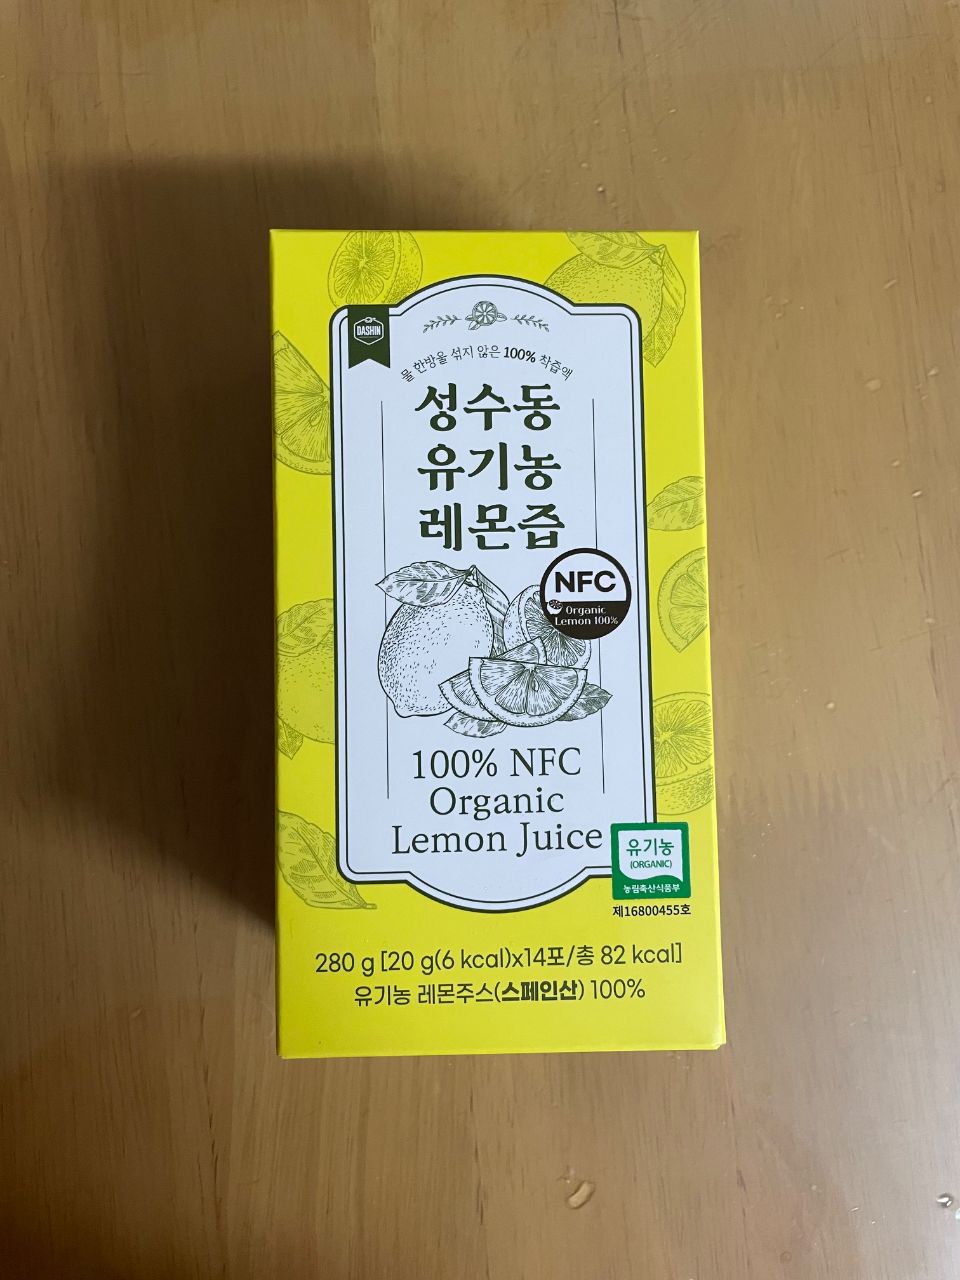 DASHIN
물 한방울 섞지 않은 100% 착즙액
성수동
유기농
레몬즙
NFC
Organic
Lemon 100%
100% NFC
Organic
Lemon Juice
유기농
(ORGANIC)
농림축산식품부
제16800455호
280 g [20 g(6 kcal)x14포/총 82 kcal]
유기농 레몬주스(스페인산) 100%